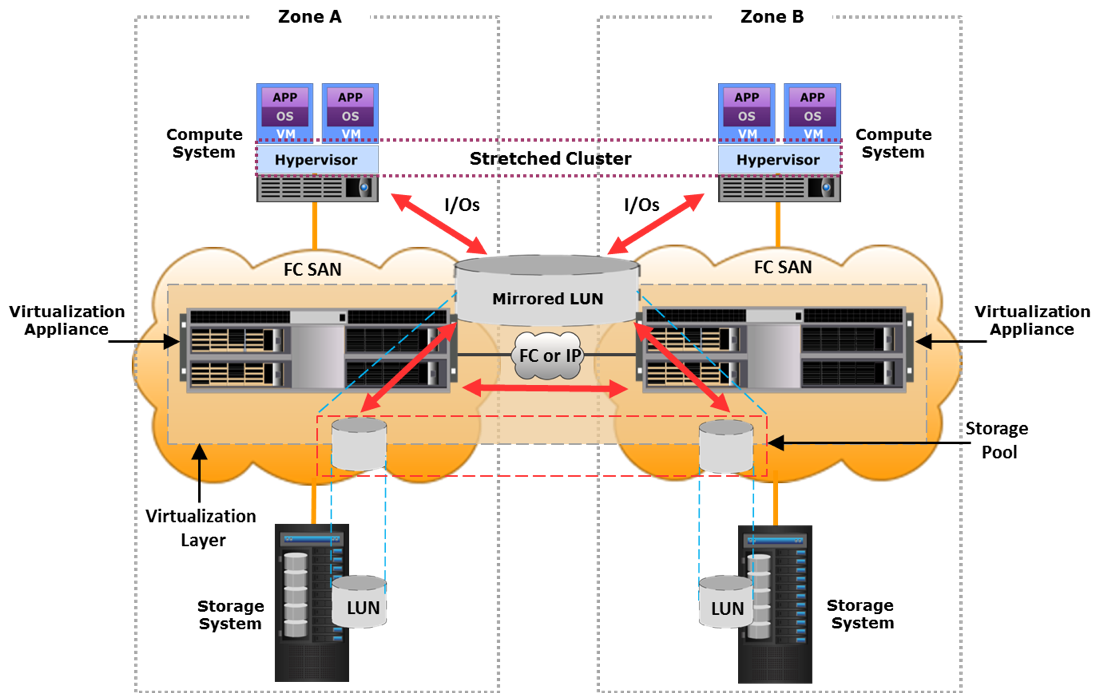 Zone A
Zone B
APP
APP
OS
OS
VM
VM
APP
APP
OS
OS
VM
VM
Compute
System
Hypervisor
Stretched Cluster
Hypervisor
Compute
System
I/Os
I/Os
FC SAN
FC SAN
Mirrored LUN
Virtualization
Appliance
FC or IP
Virtualization
Appliance
Storage
Pool
Virtualization
Layer
Storage
System
LUN
LUN
Storage
System